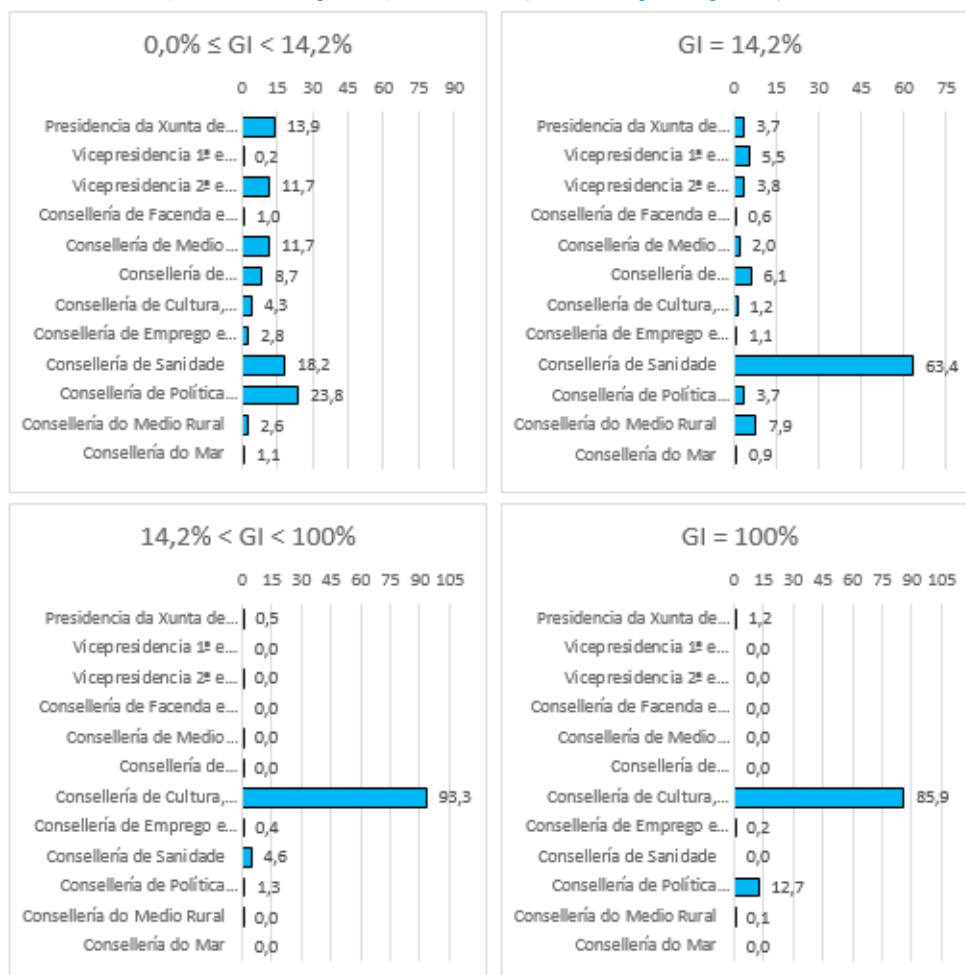 0,0% ≤ GI < 14,2%
0 15 30 45 60 75 90
Presidencia da Xunta de... 13,9
Vicepresidencia 1ª e... 0,2
Vicepresidencia 2ª e... 11,7
Consellería de Facenda e... 1,0
Consellería de Medio ... 11,7
Consellería de... 8,7
Consellería de Cultura,... 4,3
Consellería de Emprego e... 2,8
Consellería de Sanidade 18,2
Consellería de Política... 23,8
Consellería do Medio Rural 2,6
Consellería do Mar 1,1
GI = 14,2%
0 15 30 45 60 75
Presidencia da Xunta de... 3,7
Vicepresidencia 1ª e... 5,5
Vicepresidencia 2ª e... 3,8
Consellería de Facenda e... 0,6
Consellería de Medio ... 2,0
Consellería de... 6,1
Consellería de Cultura,... 1,2
Consellería de Emprego e... 1,1
Consellería de Sanidade 63,4
Consellería de Política... 3,7
Consellería do Medio Rural 7,9
Consellería do Mar 0,9
14,2% < GI < 100%
0 15 30 45 60 75 90 105
Presidencia da Xunta de... 0,5
Vicepresidencia 1ª e... 0,0
Vicepresidencia 2ª e... 0,0
Consellería de Facenda e... 0,0
Consellería de Medio ... 0,0
Consellería de... 0,0
Consellería de Cultura,... 93,3
Consellería de Emprego e... 0,4
Consellería de Sanidade 4,6
Consellería de Política... 1,3
Consellería do Medio Rural 0,0
Consellería do Mar 0,0
GI = 100%
0 15 30 45 60 75 90 105
Presidencia da Xunta de... 1,2
Vicepresidencia 1ª e... 0,0
Vicepresidencia 2ª e... 0,0
Consellería de Facenda e... 0,0
Consellería de Medio... 0,0
Consellería de... 0,0
Consellería de Cultura,... 85,9
Consellería de Emprego e... 0,2
Consellería de Sanidade 0,0
Consellería de Política... 12,7
Consellería do Medio Rural 0,1
Consellería do Mar 0,0